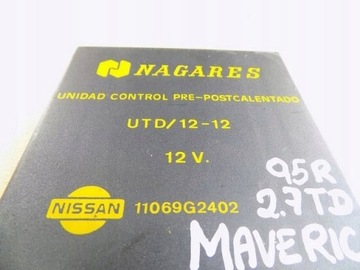 NAGARES
UNIDAD CONTROL PRE-POSTCALENTADO
UTD/12-12
12 V.
95R
2.7TD
NISSAN 11069G2402
MAVERIC